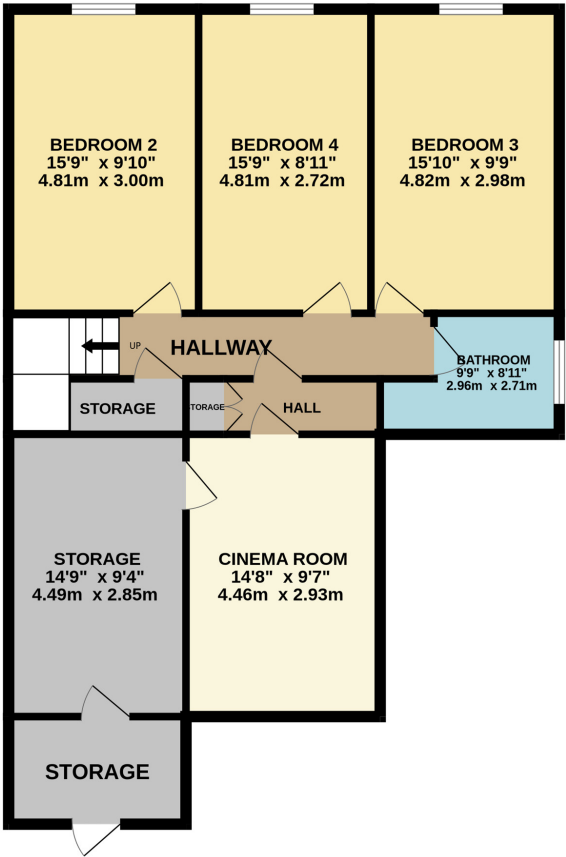 BEDROOM 2
15'9" x 9'10"
4.81m x 3.00m
BEDROOM 4
15'9" x 8'11"
4.81m x 2.72m
BEDROOM 3
15'10" x 9'9"
4.82m x 2.98m
UP
HALLWAY
BATHROOM
9'9" x 8'11"
2.96m x 2.71m
STORAGE
TORAGE
HALL
STORAGE
14'9" x 9'4"
4.49m x 2.85m
CINEMA ROOM
14'8" x 9'7"
4.46m x 2.93m
STORAGE